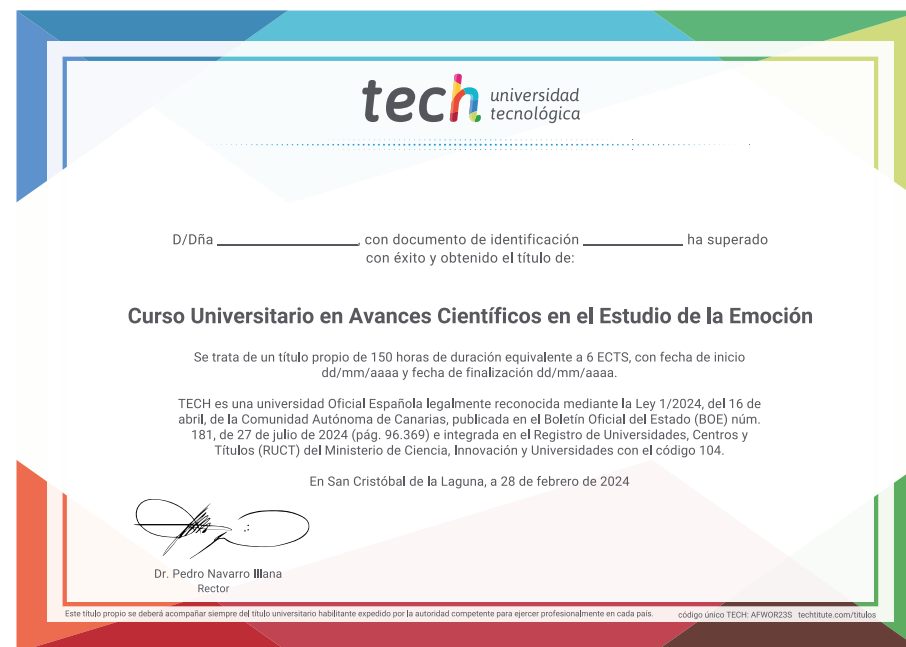 tech universidad
tecnológica
D/Dña ____________________, con documento de identificación ______________ ha superado
con éxito y obtenido el título de:
Curso Universitario en Avances Científicos en el Estudio de la Emoción
Se trata de un título propio de 150 horas de duración equivalente a 6 ECTS, con fecha de inicio
dd/mm/aaaa y fecha de finalización dd/mm/aaaa.
TECH es una universidad Oficial Española legalmente reconocida mediante la Ley 1/2024, del 16 de
abril, de la Comunidad Autónoma de Canarias, publicada en el Boletín Oficial del Estado (BOE) núm.
181, de 27 de julio de 2024 (pág. 96.369) e integrada en el Registro de Universidades, Centros y
Títulos (RUCT) del Ministerio de Ciencia, Innovación y Universidades con el código 104.
En San Cristóbal de la Laguna, a 28 de febrero de 2024
Dr. Pedro Navarro Illana
Rector
Este título propio se deberá acompañar siempre del título universitario habilitante expedido por la autoridad competente para ejercer profesionalmente en cada país. código único TECH: AFWOR23S techtitute.com/titulos